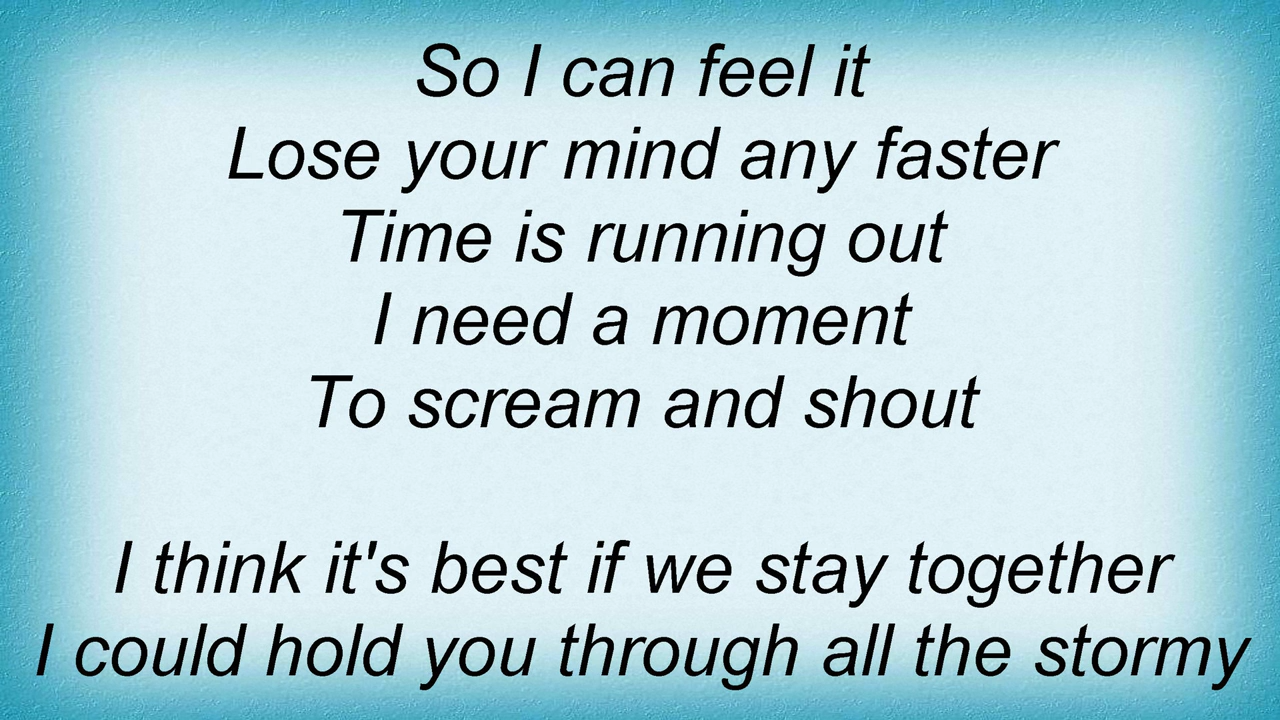 So I can feel it
Lose your mind any faster
Time is running out
I need a moment
To scream and shout
I think it's best if we stay together
I could hold you through all the stormy